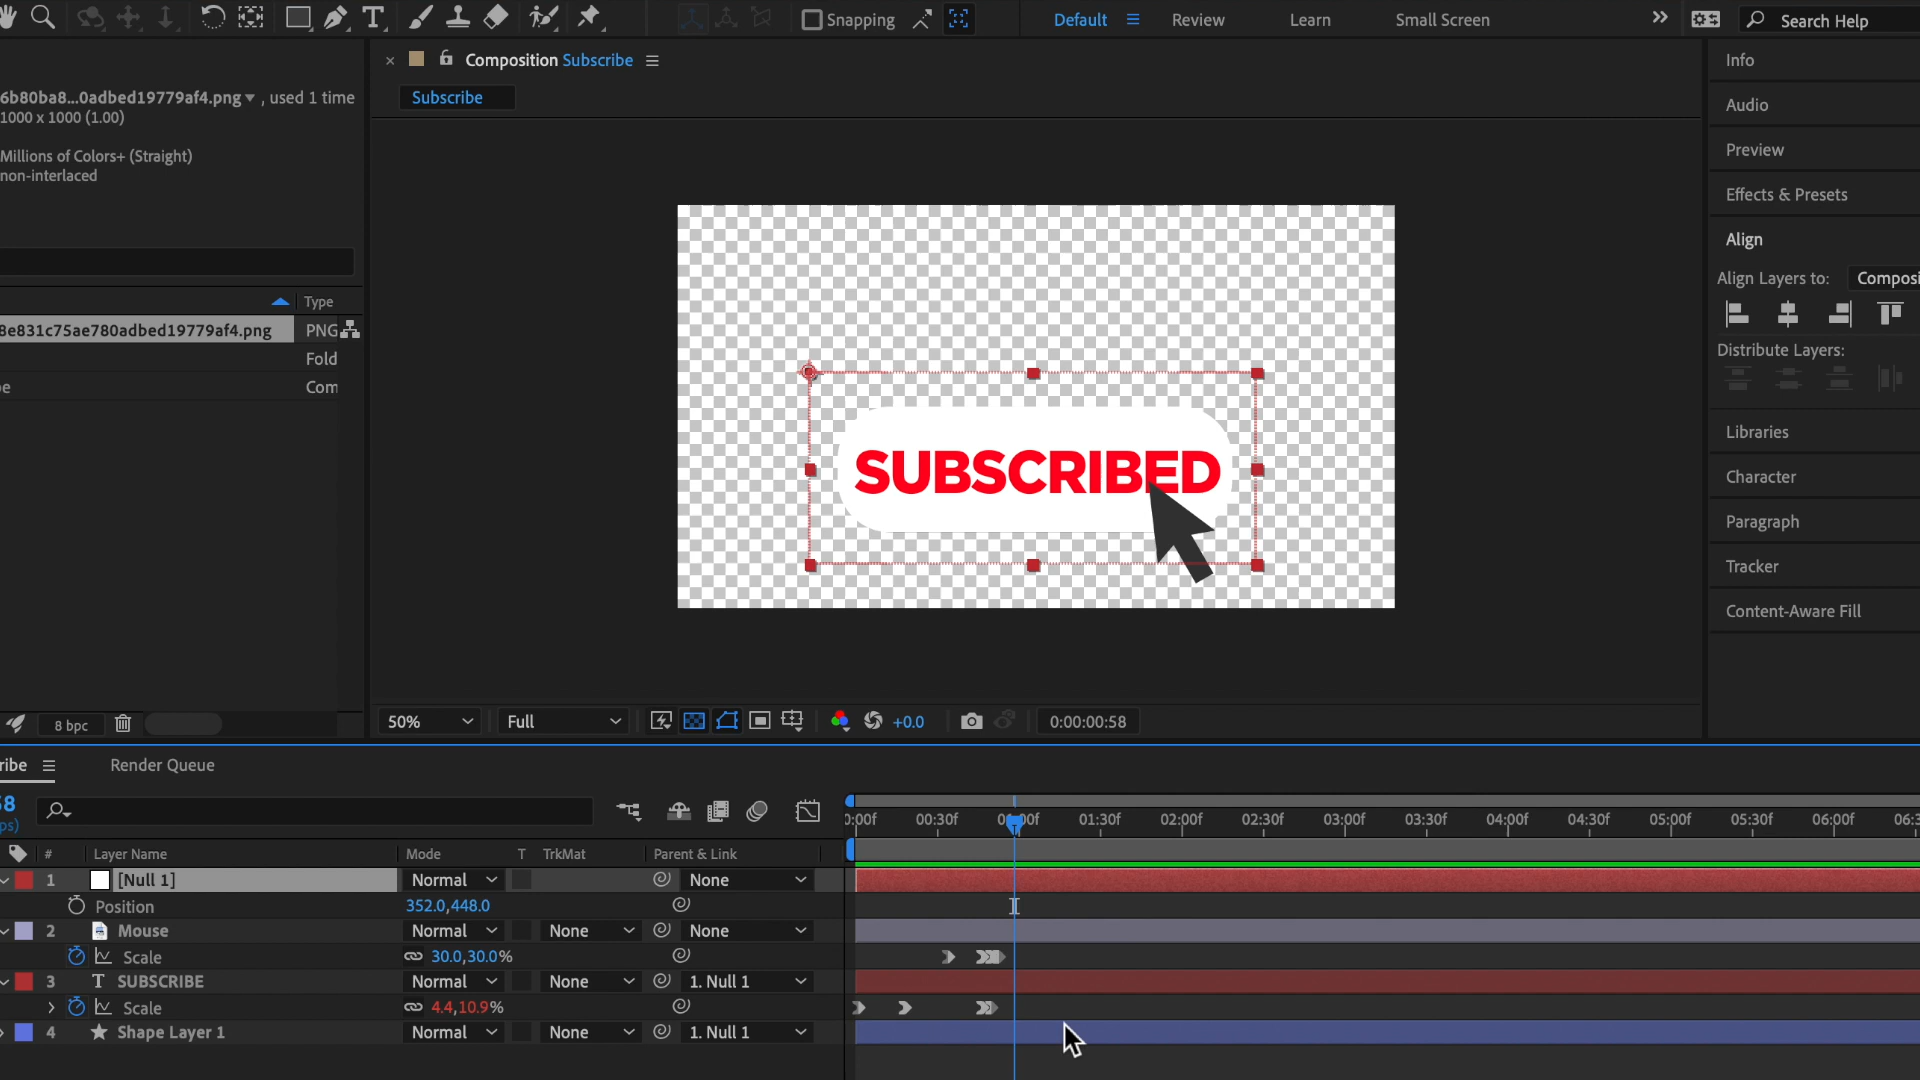 Snapping
Default
Review
Learn
Small Screen
Search Help
6b80ba8...0adbed19779af4.png , used 1 time
1000 x 1000 (1.00)
Millions of Colors+ (Straight)
non-interlaced
Type
8e831c75ae780adbed19779af4.png PNG
Fold
e Com
8 bpc
Composition Subscribe
Subscribe
SUBSCRIBED
50%
Full
+0.0
0:00:00:58
Info
Audio
Preview
Effects & Presets
Align
Align Layers to: Composi
Distribute Layers:
Libraries
Character
Paragraph
Tracker
Content-Aware Fill
ribe
Render Queue
58
ps)
00f 00:30f 01:30f 02:00f 02:30f 03:00f 03:30f 04:00f 04:30f 05:00f 05:30f 06:00f 06:3
# Layer Name Mode T TrkMat Parent & Link
1 [Null 1] Normal None
Position 352.0,448.0
2 Mouse Normal None None
Scale 30.0,30.0%
3 T SUBSCRIBE Normal None 1. Null 1
Scale 4.4,10.9%
4 Shape Layer 1 Normal None 1. Null 1